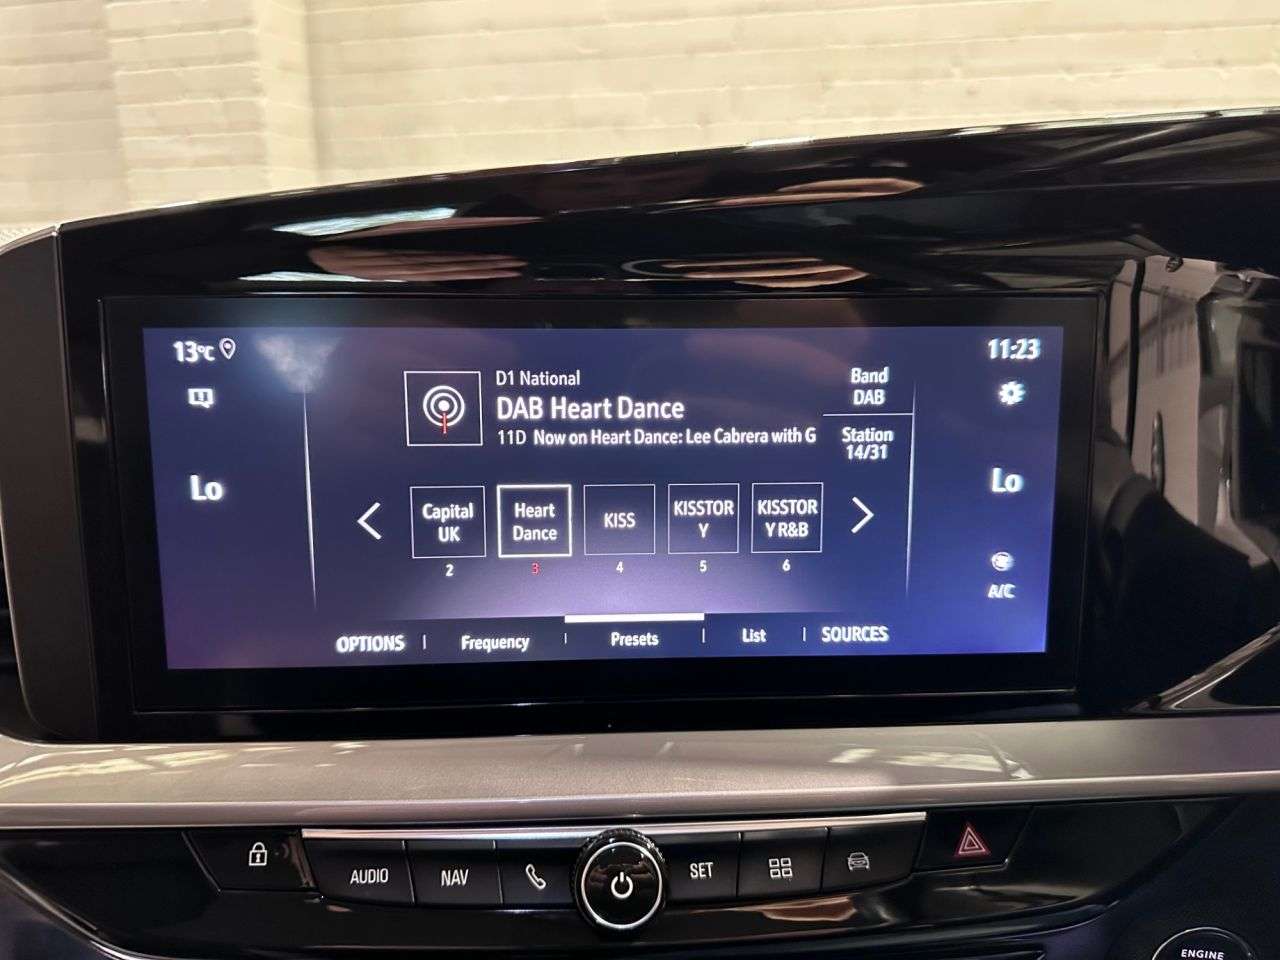 13°C
11:23
D1 National
DAB Heart Dance
11D Now on Heart Dance: Lee Cabrera with G
Band
DAB
Station
14/31
Lo
Lo
Capital
UK
Heart
Dance
KISS
KISSTOR
Y
KISSTOR
Y R&B
2
3
4
5
6
A/C
OPTIONS
Frequency
Presets
List
SOURCES
AUDIO
NAV
SET
ENGINE